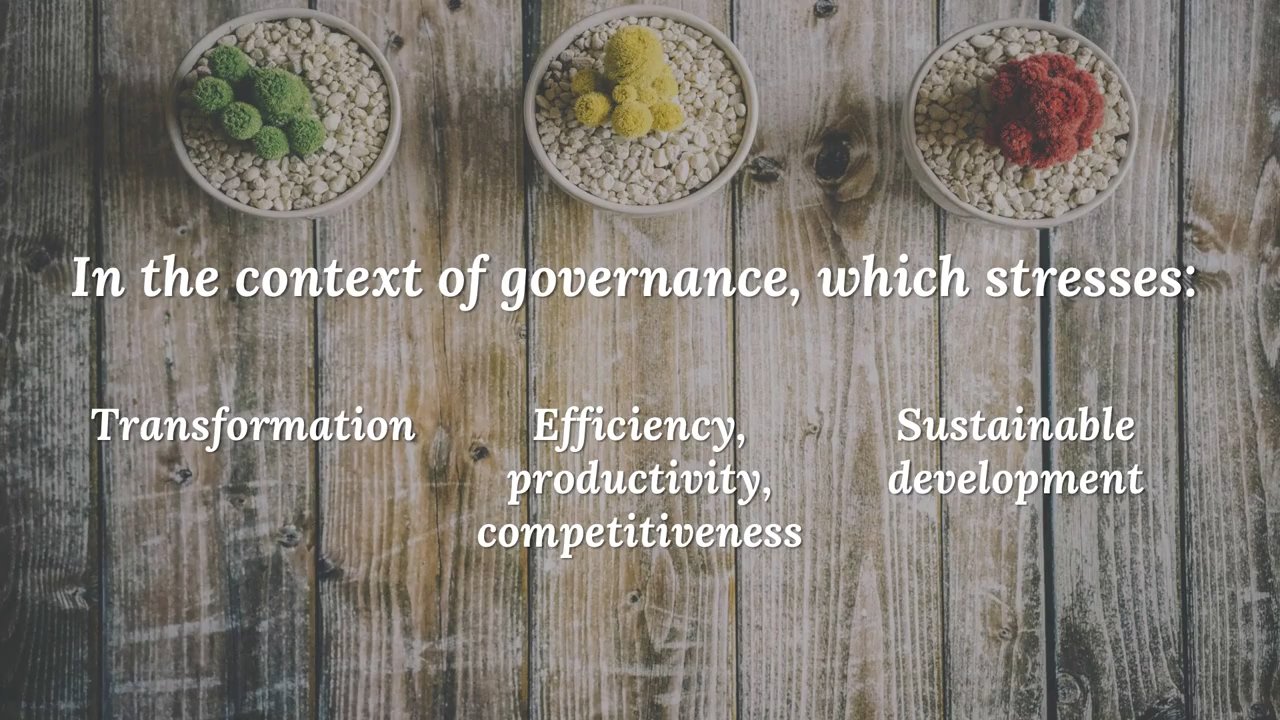 In the context of governance, which stresses:
Transformation
Efficiency,
productivity,
competitiveness
Sustainable
development